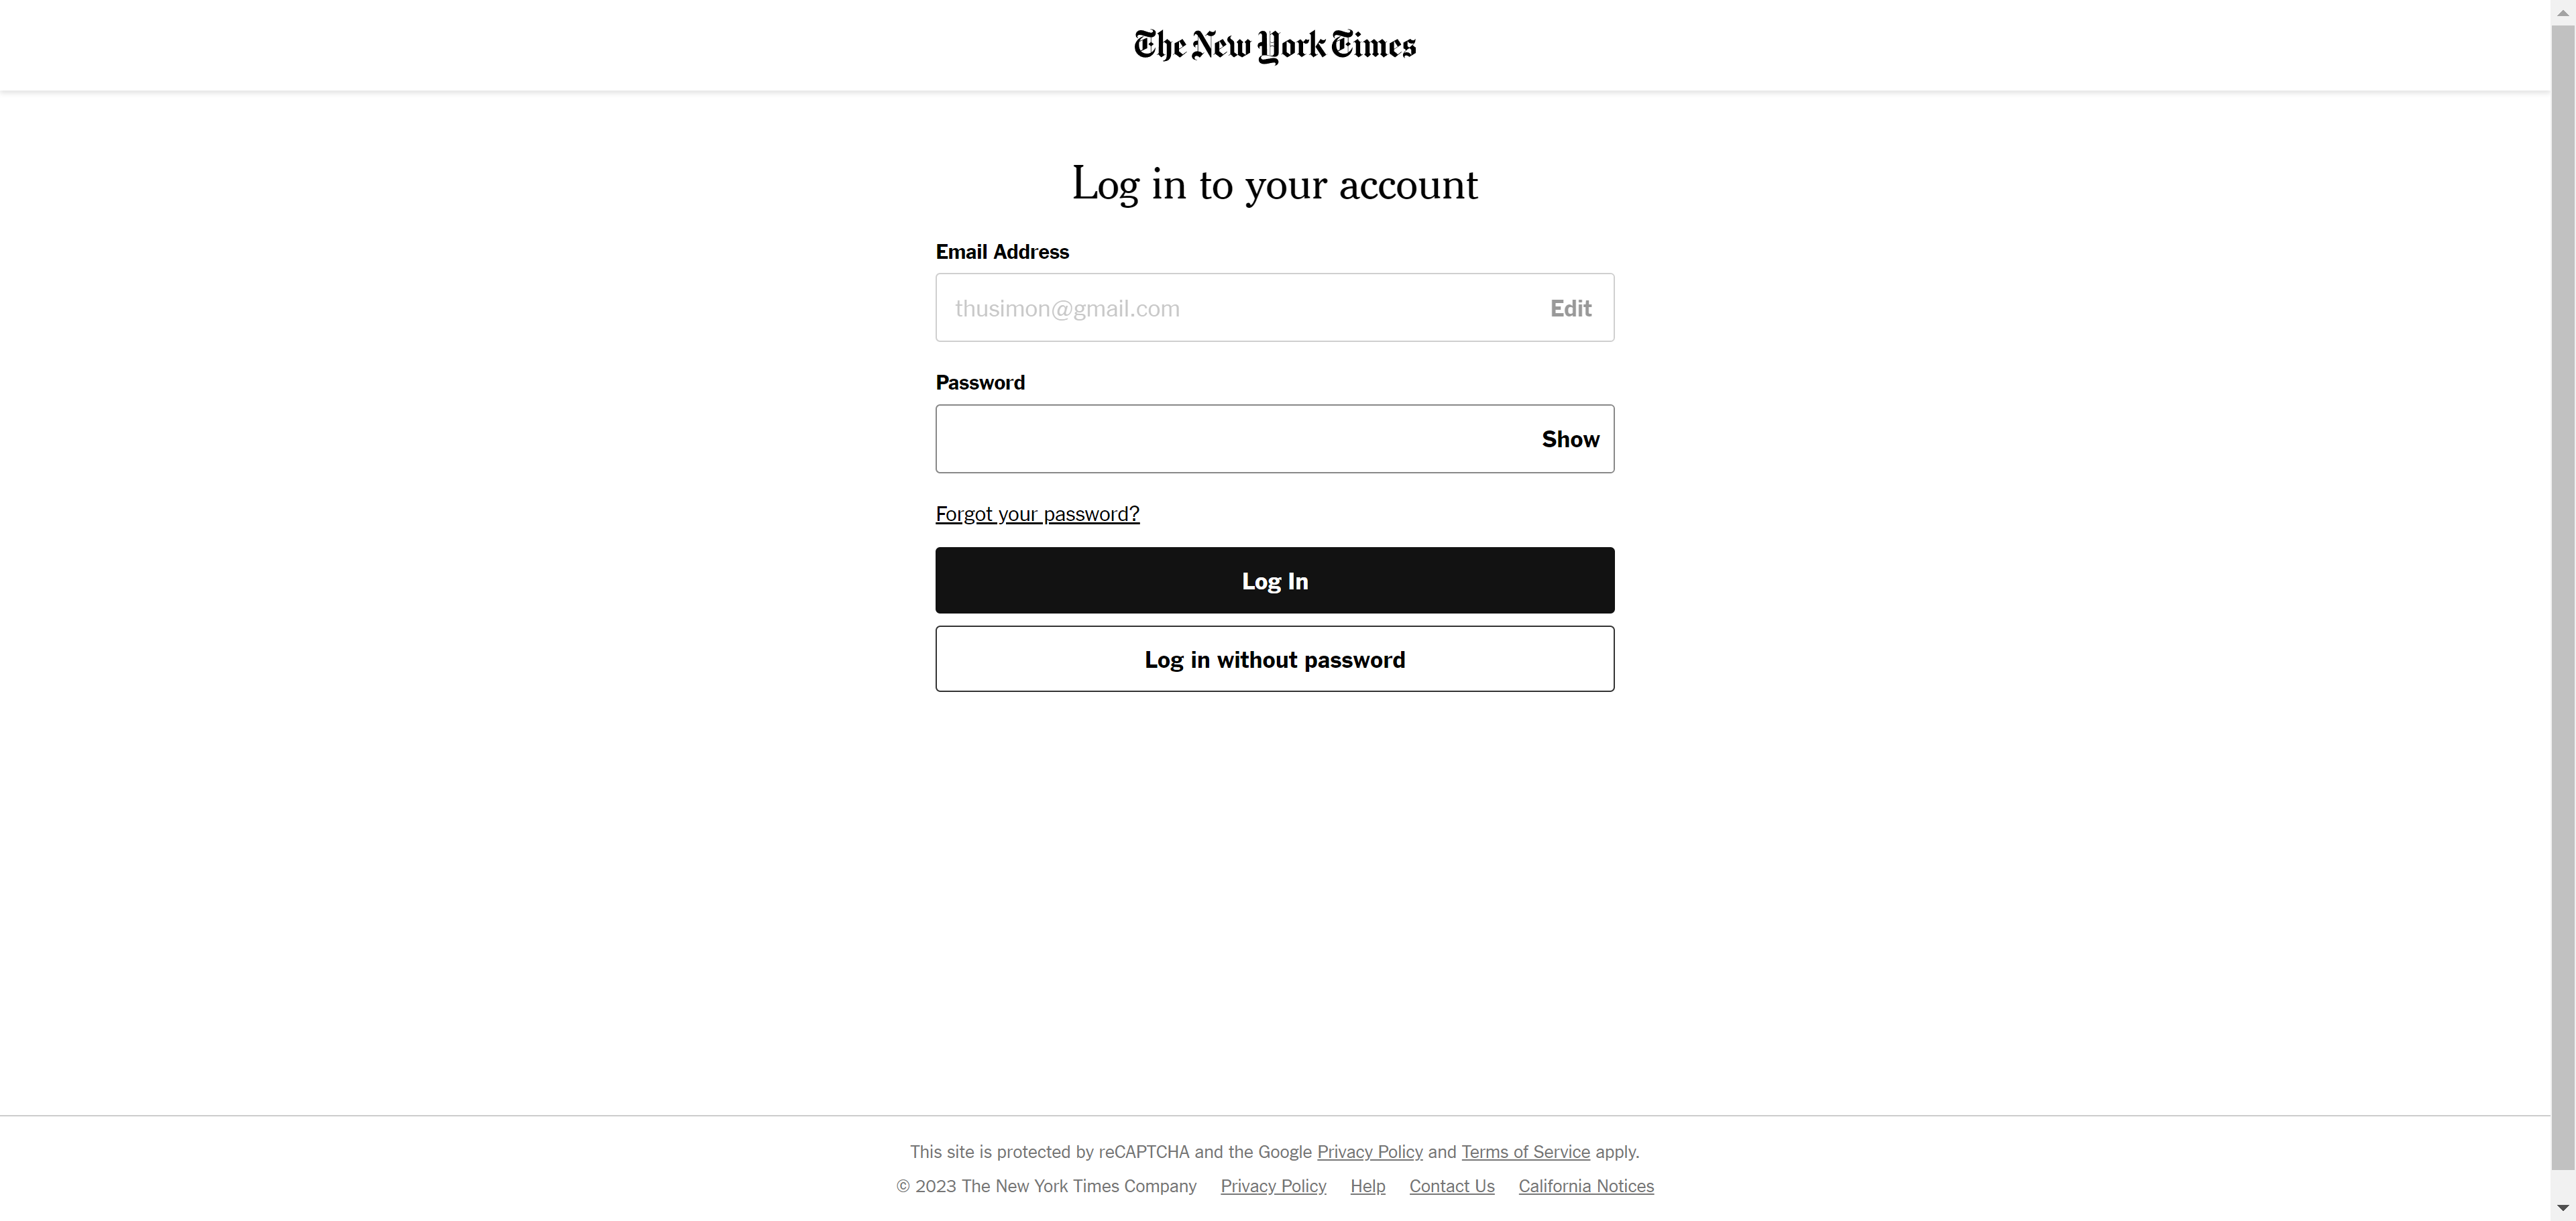 The New York Times
Log in to your account
Email Address
thusimon@gmail.com Edit
Password
Show
Forgot your password?
Log In
Log in without password
This site is protected by reCAPTCHA and the Google Privacy Policy and Terms of Service apply.
© 2023 The New York Times Company Privacy Policy Help Contact Us California Notices